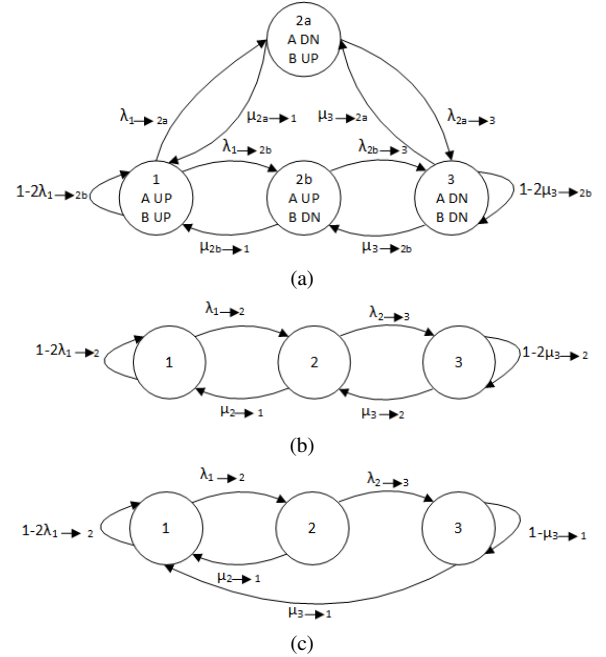 2a
A DN
B UP
λ1→2a
μ2a→1
μ3→2a
λ2a→3
λ1→2b
λ2b→3
1-2λ1→2b
1
A UP
B UP
2b
A UP
B DN
3
A DN
B DN
1-2μ3→2b
μ2b→1
μ3→2b
(a)
λ1→2
λ2→3
1-2λ1→2
1
2
3
1-2μ3→2
μ2→1
μ3→2
(b)
λ1→2
λ2→3
1-2λ1→2
1
2
3
1-μ3→1
μ2→1
μ3→1
(c)